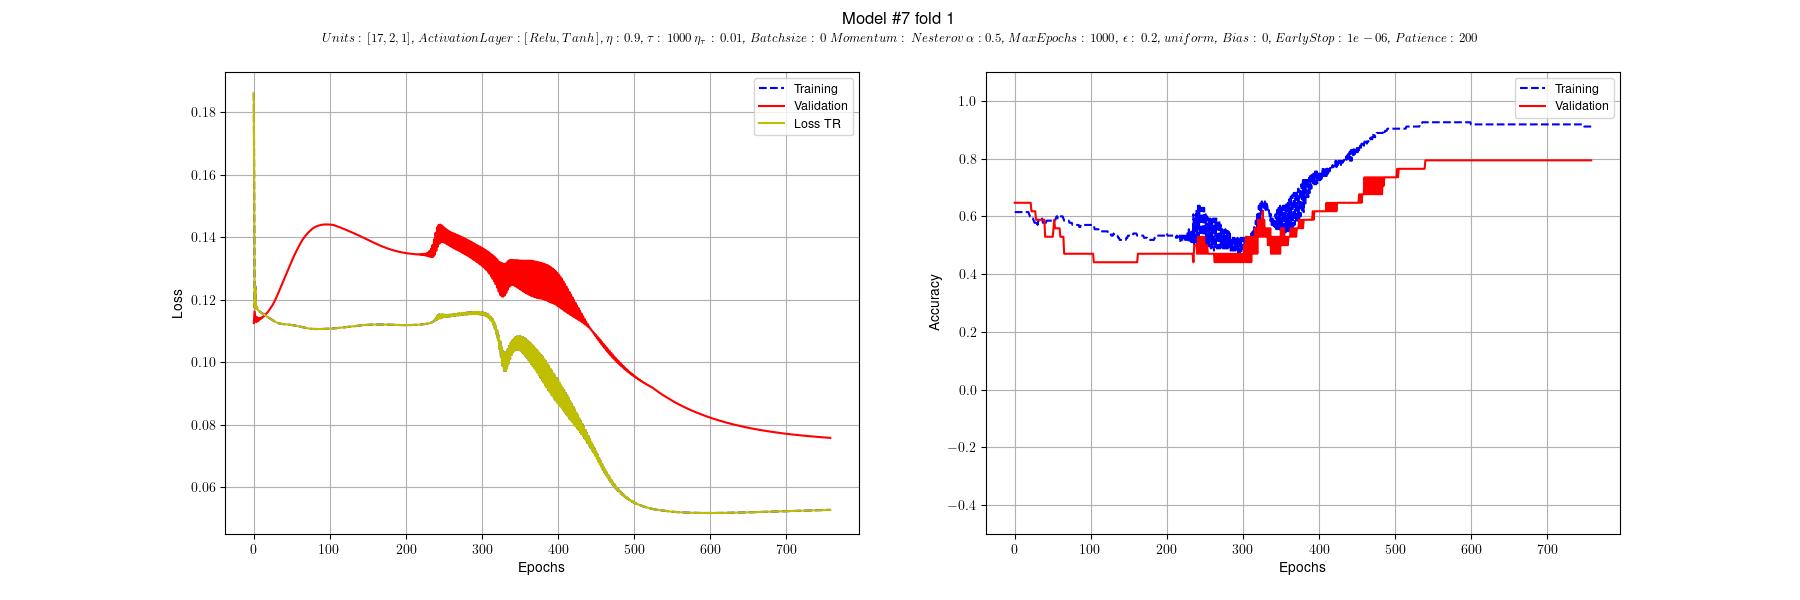 Model #7 fold 1
Units : [17, 2, 1], ActivationLayer : [Relu, Tanh], η : 0.9, τ : 1000 η_τ : 0.01, Batchsize : 0 Momentum : Nesterov α : 0.5, MaxEpochs : 1000, ϵ : 0.2, uniform, Bias : 0, EarlyStop : 1e − 06, Patience : 200
Training
Validation
Loss TR
0.18
0.16
0.14
0.12
0.10
0.08
0.06
Loss
0 100 200 300 400 500 600 700
Epochs
Training
Validation
1.0
0.8
0.6
0.4
0.2
0.0
−0.2
−0.4
Accuracy
0 100 200 300 400 500 600 700
Epochs